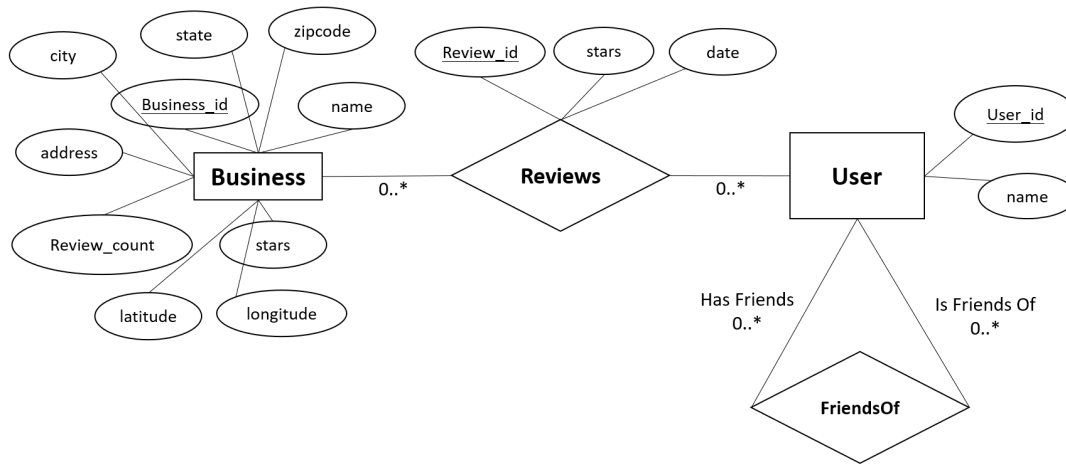 state
zipcode
city
Review_id
stars
date
Business_id
name
User_id
address
Business
0..*
Reviews
0..*
User
name
Review_count
stars
latitude
longitude
Has Friends
0..*
Is Friends Of
0..*
FriendsOf